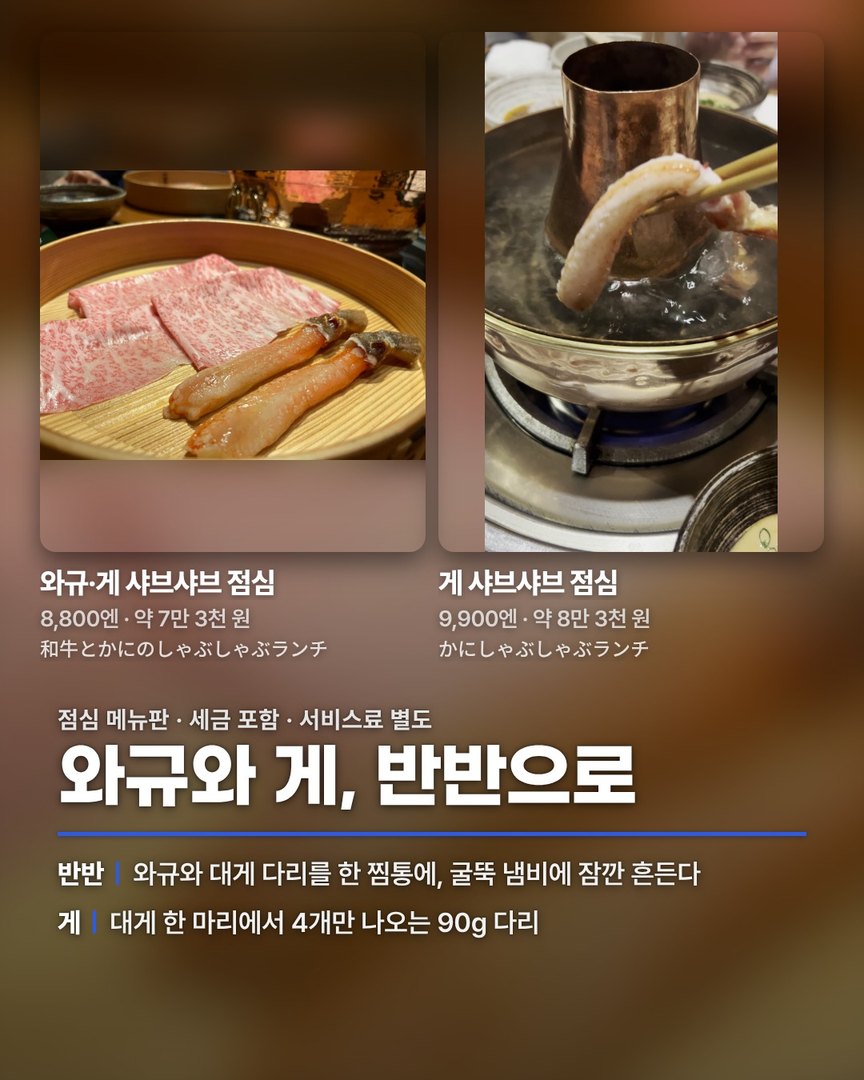 와규·게 샤브샤브 점심
8,800엔 · 약 7만 3천 원
和牛とかにのしゃぶしゃぶランチ
게 샤브샤브 점심
9,900엔 · 약 8만 3천 원
かにしゃぶしゃぶランチ
점심 메뉴판 · 세금 포함 · 서비스료 별도
와규와 게, 반반으로
반반 | 와규와 대게 다리를 한 찜통에, 굴뚝 냄비에 잠깐 흔든다
게 | 대게 한 마리에서 4개만 나오는 90g 다리